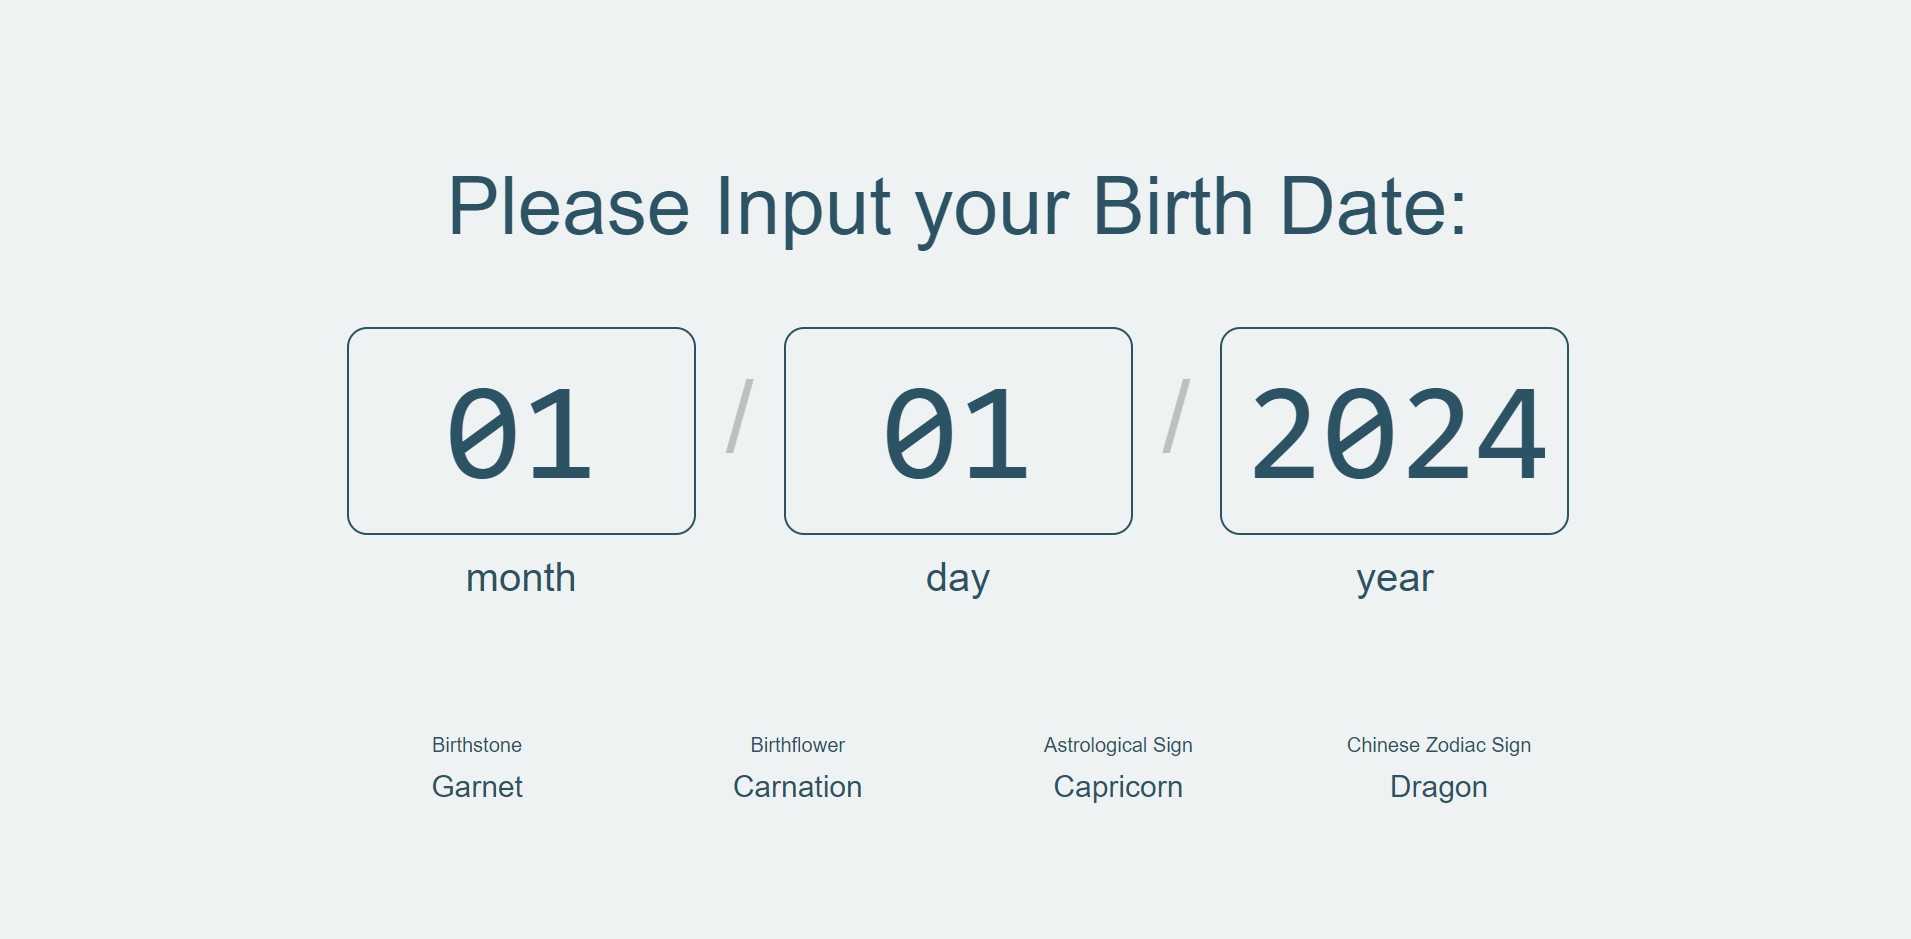 Please Input your Birth Date:
01 / 01 / 2024
month day year
Birthstone Birthflower Astrological Sign Chinese Zodiac Sign
Garnet Carnation Capricorn Dragon